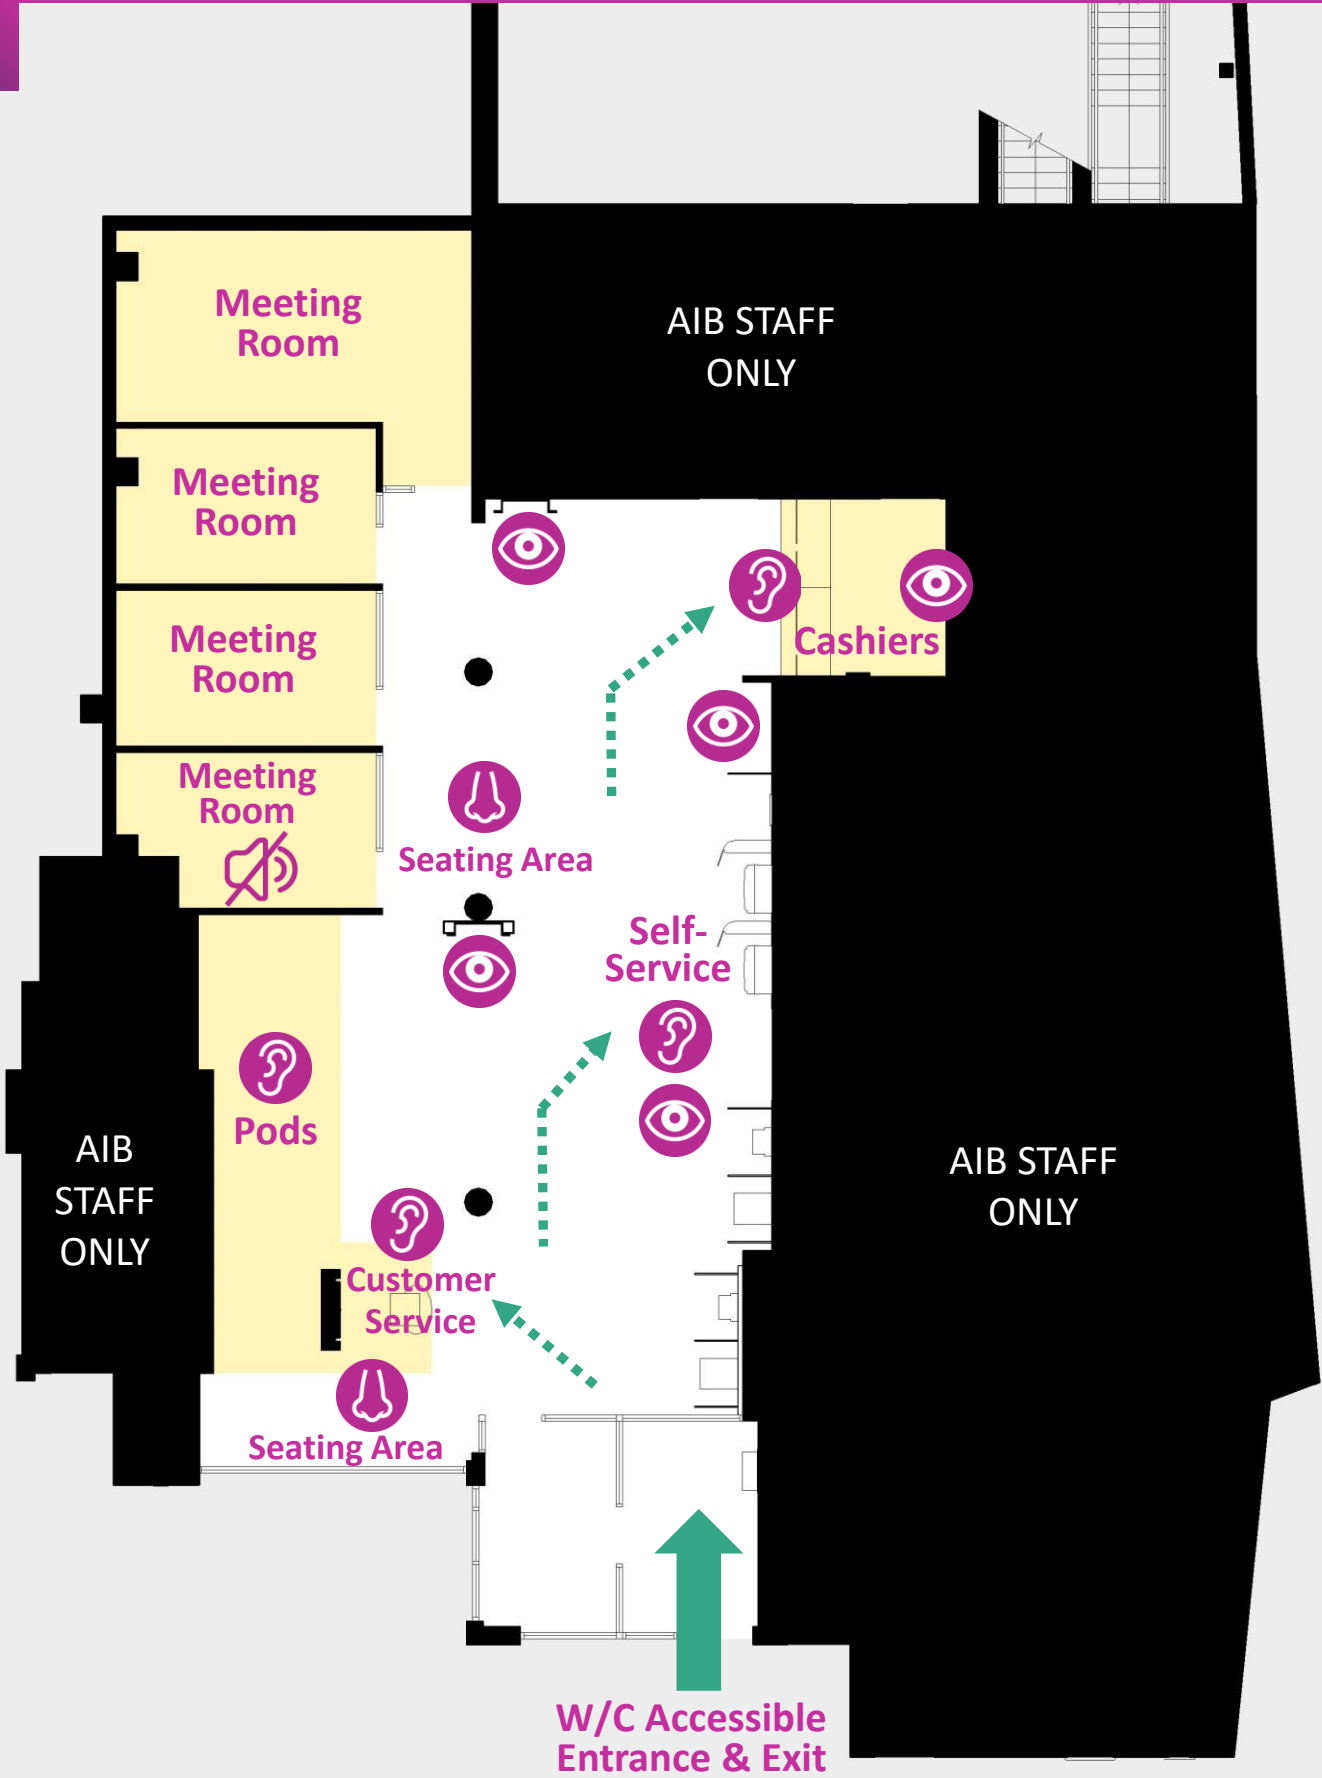 Meeting
Room
AIB STAFF
ONLY
Meeting
Room
Meeting
Room
Cashiers
Meeting
Room
Seating Area
Self-
Service
Pods
AIB
STAFF
ONLY
AIB STAFF
ONLY
Customer
Service
Seating Area
W/C Accessible
Entrance & Exit